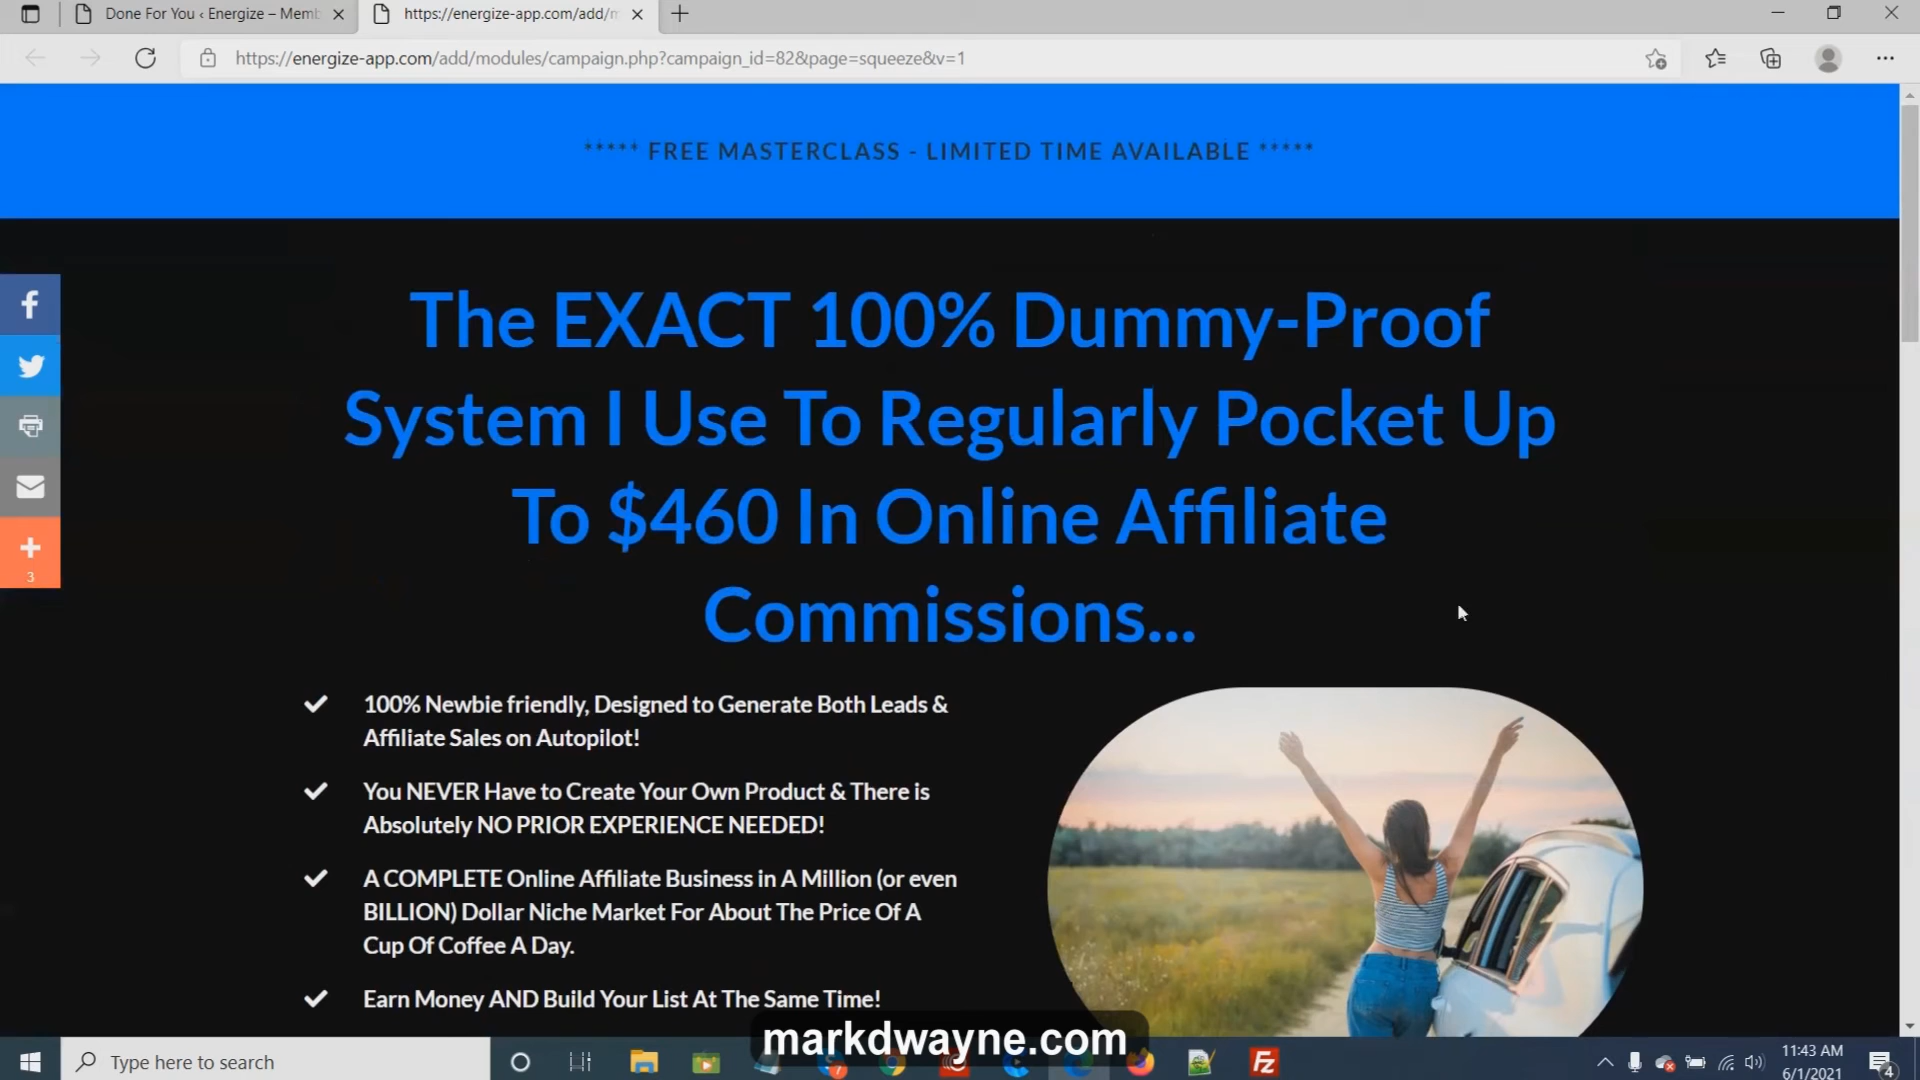 Done For You ‹ Energize – Memb
https://energize-app.com/add/m
https://energize-app.com/add/modules/campaign.php?campaign_id=82&page=squeeze&v=1
***** FREE MASTERCLASS - LIMITED TIME AVAILABLE *****
The EXACT 100% Dummy-Proof
System I Use To Regularly Pocket Up
To $460 In Online Affiliate
Commissions...
3
100% Newbie friendly, Designed to Generate Both Leads &
Affiliate Sales on Autopilot!
You NEVER Have to Create Your Own Product & There is
Absolutely NO PRIOR EXPERIENCE NEEDED!
A COMPLETE Online Affiliate Business in A Million (or even
BILLION) Dollar Niche Market For About The Price Of A
Cup Of Coffee A Day.
Earn Money AND Build Your List At The Same Time!
markdwayne.com
Type here to search
7
FZ
11:43 AM
6/1/2021
4